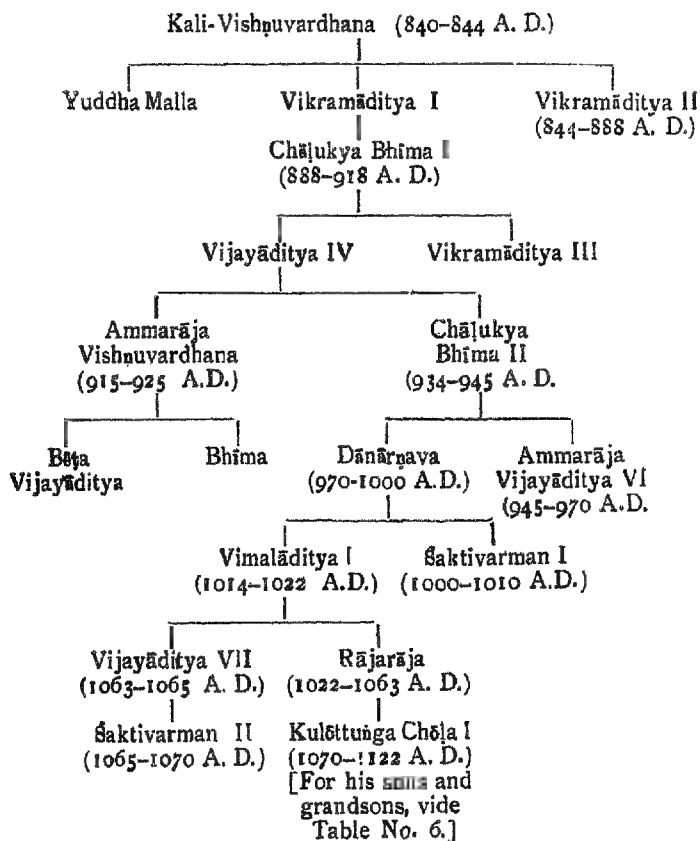 Kali-Vishṇuvardhana (840–844 A. D.)
Yuddha Malla Vikramāditya I Vikramāditya II
(844–888 A. D.)
Chāḷukya Bhīma I
(888–918 A. D.)
Vijayāditya IV Vikramāditya III
Ammarāja Chāḷukya
Vishṇuvardhana Bhīma II
(915–925 A.D.) (934–945 A. D.
Bēṭa Bhīma Dānārṇava Ammarāja
Vijayāditya (970-1000 A.D.) Vijayāditya VI
(945–970 A.D.
Vimalāditya I Śaktivarman I
(1014–1022 A.D.) (1000–1010 A.D.)
Vijayāditya VII Rājarāja
(1063–1065 A. D.) (1022–1063 A. D.)
Śaktivarman II Kulōttuṅga Chōḷa I
(1065–1070 A. D.) (1070–1122 A. D.)
[For his sons and
grandsons, vide
Table No. 6.]